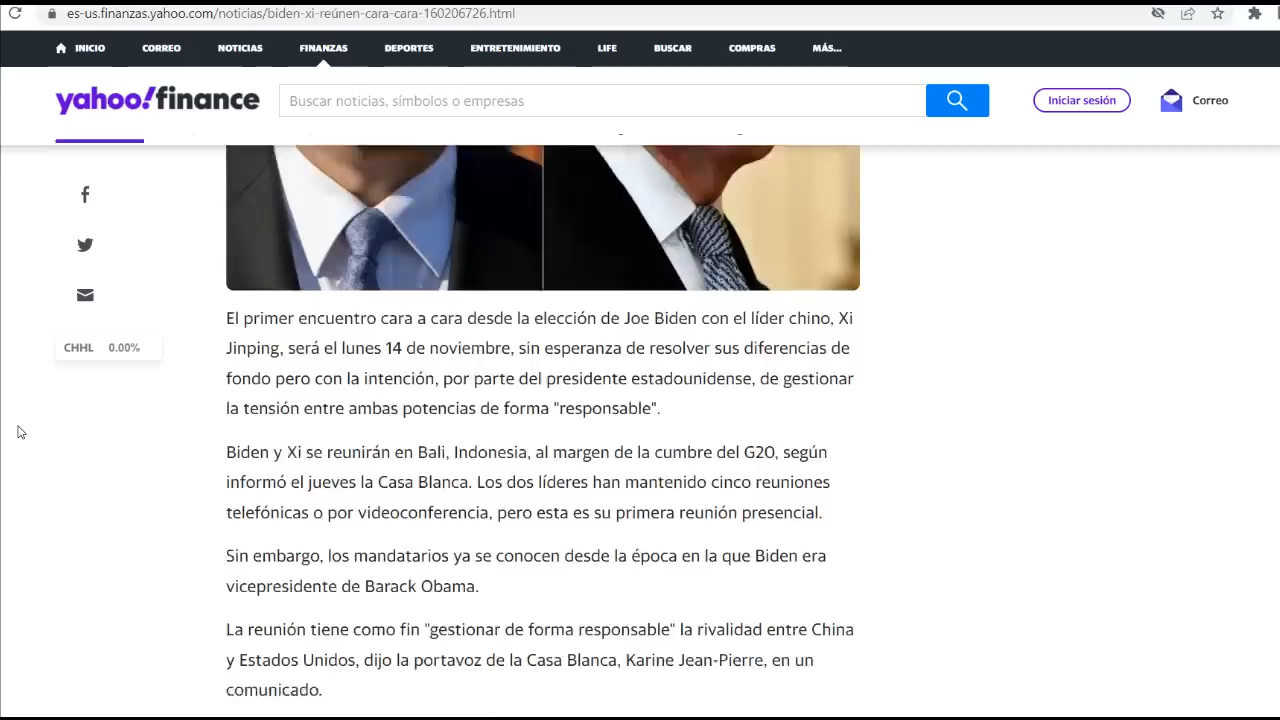 es-us.finanzas.yahoo.com/noticias/biden-xi-reúnen-cara-cara-160206726.html
INICIO CORREO NOTICIAS FINANZAS DEPORTES ENTRETENIMIENTO LIFE BUSCAR COMPRAS MÁS...
yahoo!finance Buscar noticias, símbolos o empresas Iniciar sesión Correo
CHHL 0.00%
El primer encuentro cara a cara desde la elección de Joe Biden con el líder chino, Xi
Jinping, será el lunes 14 de noviembre, sin esperanza de resolver sus diferencias de
fondo pero con la intención, por parte del presidente estadounidense, de gestionar
la tensión entre ambas potencias de forma "responsable".
Biden y Xi se reunirán en Bali, Indonesia, al margen de la cumbre del G20, según
informó el jueves la Casa Blanca. Los dos líderes han mantenido cinco reuniones
telefónicas o por videoconferencia, pero esta es su primera reunión presencial.
Sin embargo, los mandatarios ya se conocen desde la época en la que Biden era
vicepresidente de Barack Obama.
La reunión tiene como fin "gestionar de forma responsable" la rivalidad entre China
y Estados Unidos, dijo la portavoz de la Casa Blanca, Karine Jean-Pierre, en un
comunicado.